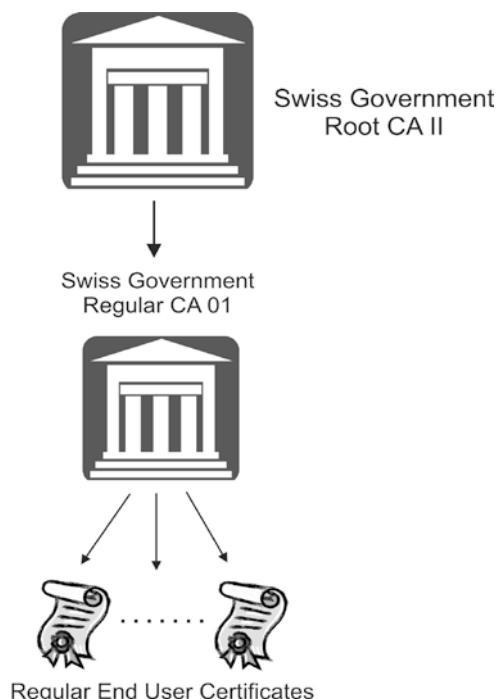 Swiss Government
Root CA II
Swiss Government
Regular CA 01
Regular End User Certificates